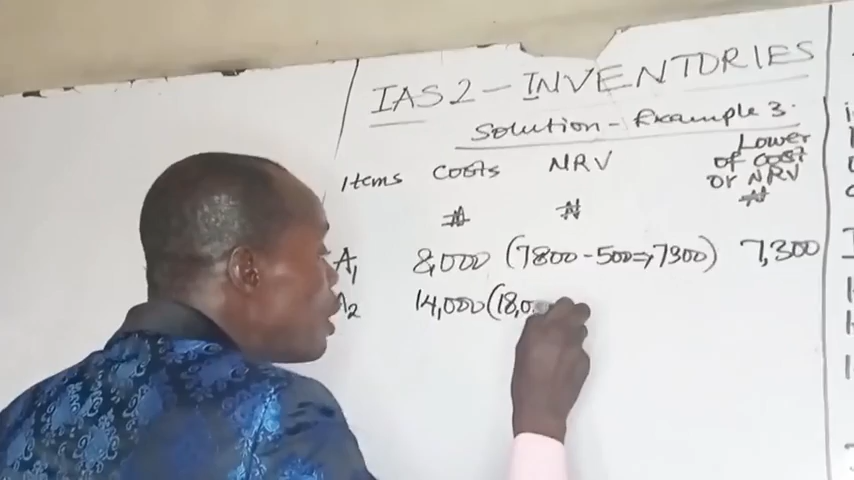 IAS 2 - INVENTORIES
Solution - Example 3.
Items Costs NRV Lower of cost or NRV
₦ ₦ ₦
A1 8,000 (7800 - 500 => 7300) 7,300
A2 14,000 (18,0